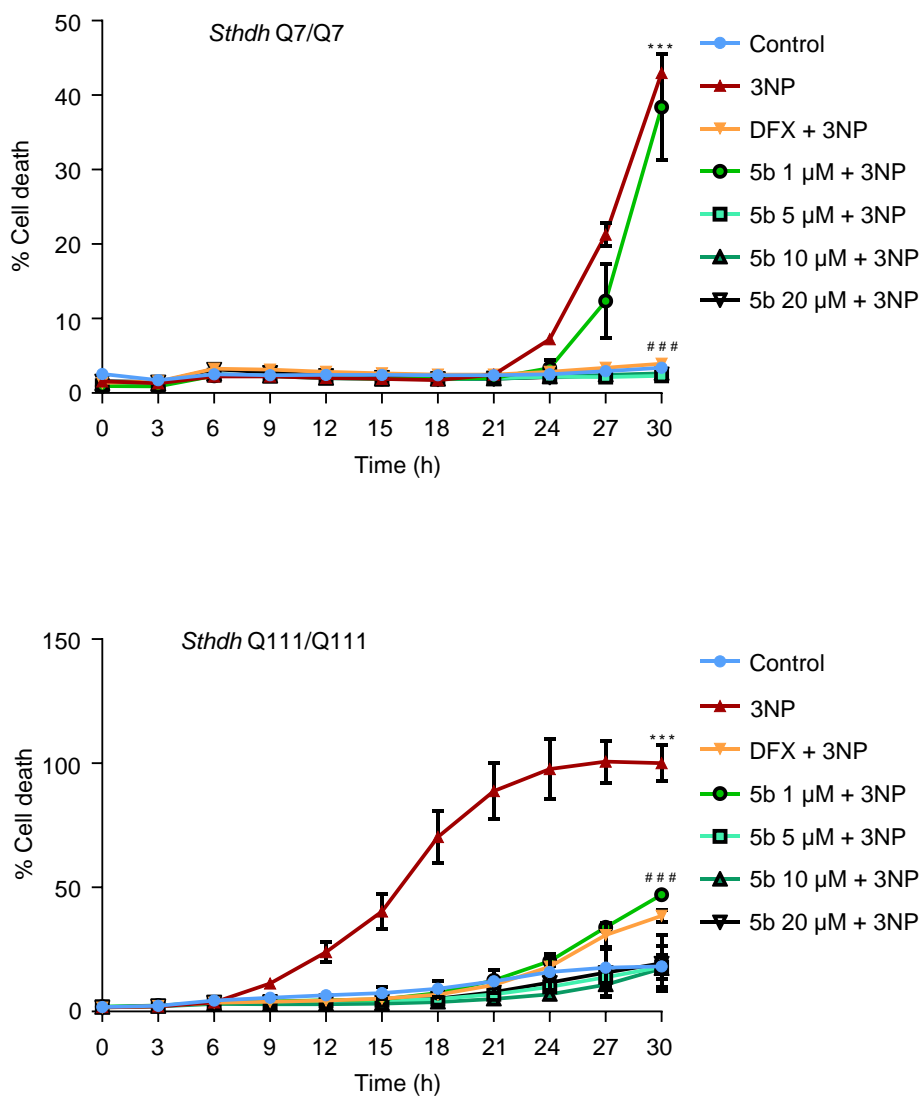 Sthdh Q7/Q7
50
40
30
20
10
0
% Cell death
0 3 6 9 12 15 18 21 24 27 30
Time (h)
***
###
Control
3NP
DFX + 3NP
5b 1 µM + 3NP
5b 5 µM + 3NP
5b 10 µM + 3NP
5b 20 µM + 3NP
Sthdh Q111/Q111
150
100
50
0
% Cell death
0 3 6 9 12 15 18 21 24 27 30
Time (h)
***
###
Control
3NP
DFX + 3NP
5b 1 µM + 3NP
5b 5 µM + 3NP
5b 10 µM + 3NP
5b 20 µM + 3NP